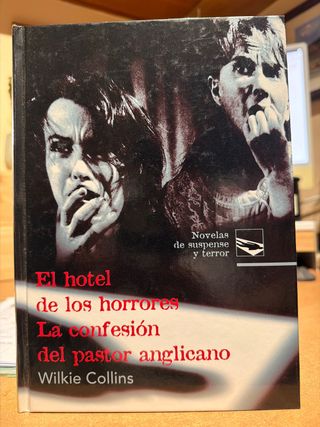 Novelas
de suspense
y terror
El hotel
de los horrores
La confesión
del pastor anglicano
Wilkie Collins